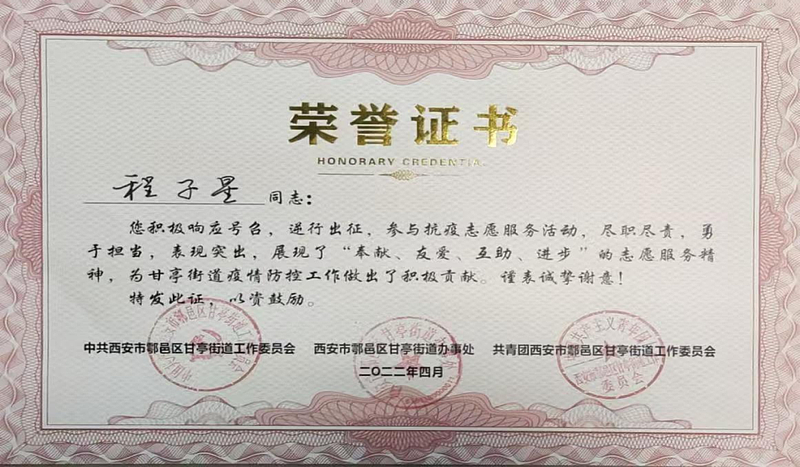 荣誉证书
HONORARY CREDENTIAL
程子星 同志：
您积极响应号召，逆行出征，参与抗疫志愿服务活动，尽职尽责，勇
于担当，表现突出，展现了“奉献、友爱、互助、进步”的志愿服务精
神，为甘亭街道疫情防控工作做出了积极贡献。谨表诚挚谢意！
特发此证，以资鼓励。
中共西安市鄠邑区甘亭街道工作委员会 西安市鄠邑区甘亭街道办事处 共青团西安市鄠邑区甘亭街道工作委员会
二〇二二年四月